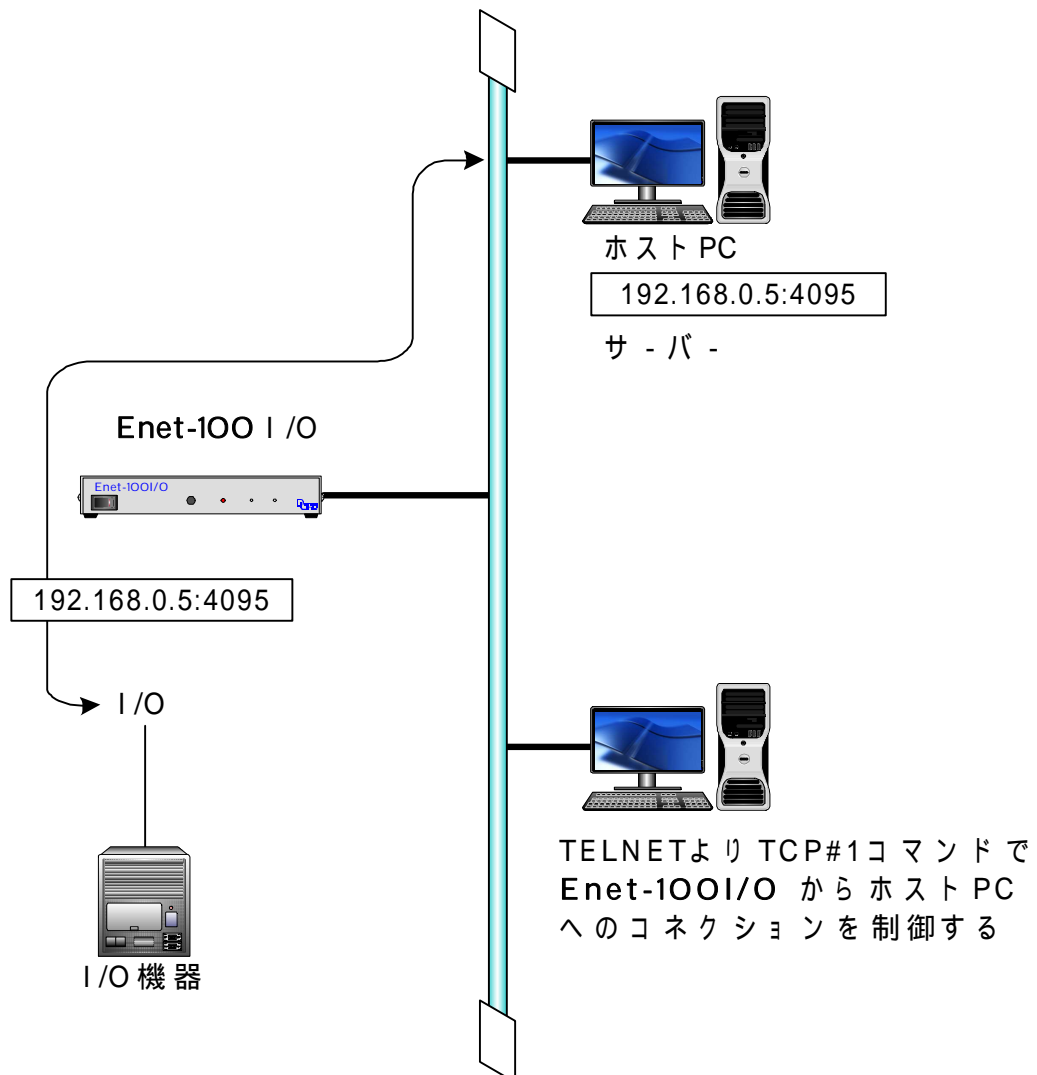 ホストPC
192.168.0.5:4095
サ-バ-
Enet-100 I/O
Enet-100I/O
192.168.0.5:4095
I/O
I/O機器
TELNETよりTCP#1コマンドで
Enet-100I/O からホストPC
へのコネクションを制御する